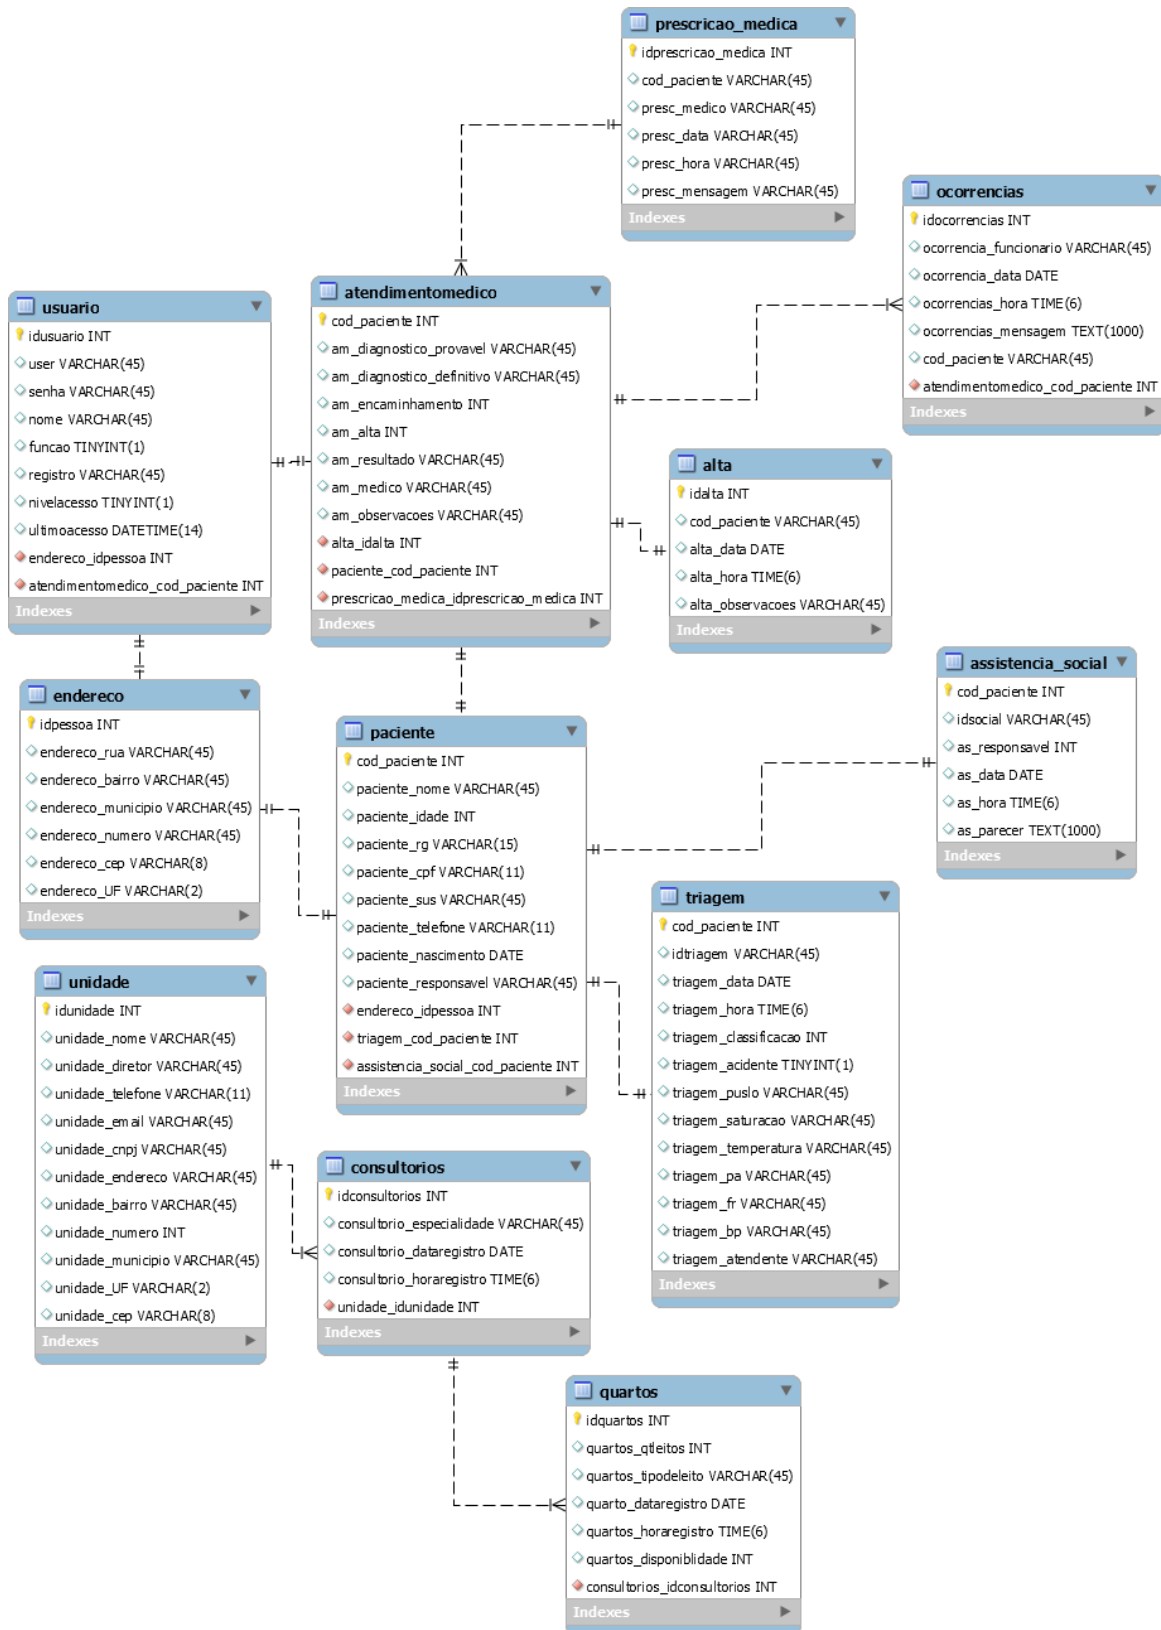 prescricao_medica
idprescricao_medica INT
cod_paciente VARCHAR(45)
presc_medico VARCHAR(45)
presc_data VARCHAR(45)
presc_hora VARCHAR(45)
presc_mensagem VARCHAR(45)
Indexes
ocorrencias
idocorrencias INT
ocorrencia_funcionario VARCHAR(45)
ocorrencia_data DATE
ocorrencias_hora TIME(6)
ocorrencias_mensagem TEXT(1000)
cod_paciente VARCHAR(45)
atendimentomedico_cod_paciente INT
Indexes
usuario
idusuario INT
user VARCHAR(45)
senha VARCHAR(45)
nome VARCHAR(45)
funcao TINYINT(1)
registro VARCHAR(45)
nivelacesso TINYINT(1)
ultimoacesso DATETIME(14)
endereco_idpessoa INT
atendimentomedico_cod_paciente INT
Indexes
atendimentomedico
cod_paciente INT
am_diagnostico_provavel VARCHAR(45)
am_diagnostico_definitivo VARCHAR(45)
am_encaminhamento INT
am_alta INT
am_resultado VARCHAR(45)
am_medico VARCHAR(45)
am_observacoes VARCHAR(45)
alta_idalta INT
paciente_cod_paciente INT
prescricao_medica_idprescricao_medica INT
Indexes
alta
idalta INT
cod_paciente VARCHAR(45)
alta_data DATE
alta_hora TIME(6)
alta_observacoes VARCHAR(45)
Indexes
endereco
idpessoa INT
endereco_rua VARCHAR(45)
endereco_bairro VARCHAR(45)
endereco_municipio VARCHAR(45)
endereco_numero VARCHAR(45)
endereco_cep VARCHAR(8)
endereco_UF VARCHAR(2)
Indexes
paciente
cod_paciente INT
paciente_nome VARCHAR(45)
paciente_idade INT
paciente_rg VARCHAR(15)
paciente_cpf VARCHAR(11)
paciente_sus VARCHAR(45)
paciente_telefone VARCHAR(11)
paciente_nascimento DATE
paciente_responsavel VARCHAR(45)
endereco_idpessoa INT
triagem_cod_paciente INT
assistencia_social_cod_paciente INT
Indexes
assistencia_social
cod_paciente INT
idsocial VARCHAR(45)
as_responsavel INT
as_data DATE
as_hora TIME(6)
as_parecer TEXT(1000)
Indexes
triagem
cod_paciente INT
idtriagem VARCHAR(45)
triagem_data DATE
triagem_hora TIME(6)
triagem_classificacao INT
triagem_acidente TINYINT(1)
triagem_puslo VARCHAR(45)
triagem_saturacao VARCHAR(45)
triagem_temperatura VARCHAR(45)
triagem_pa VARCHAR(45)
triagem_fr VARCHAR(45)
triagem_bp VARCHAR(45)
triagem_atendente VARCHAR(45)
Indexes
unidade
idunidade INT
unidade_nome VARCHAR(45)
unidade_diretor VARCHAR(45)
unidade_telefone VARCHAR(11)
unidade_email VARCHAR(45)
unidade_cnpj VARCHAR(45)
unidade_endereco VARCHAR(45)
unidade_bairro VARCHAR(45)
unidade_numero INT
unidade_municipio VARCHAR(45)
unidade_UF VARCHAR(2)
unidade_cep VARCHAR(8)
Indexes
consultorios
idconsultorios INT
consultorio_especialidade VARCHAR(45)
consultorio_dataregistro DATE
consultorio_horaregistro TIME(6)
unidade_idunidade INT
Indexes
quartos
idquartos INT
quartos_qtleitos INT
quartos_tipodeleito VARCHAR(45)
quarto_dataregistro DATE
quartos_horaregistro TIME(6)
quartos_disponiblidade INT
consultorios_idconsultorios INT
Indexes